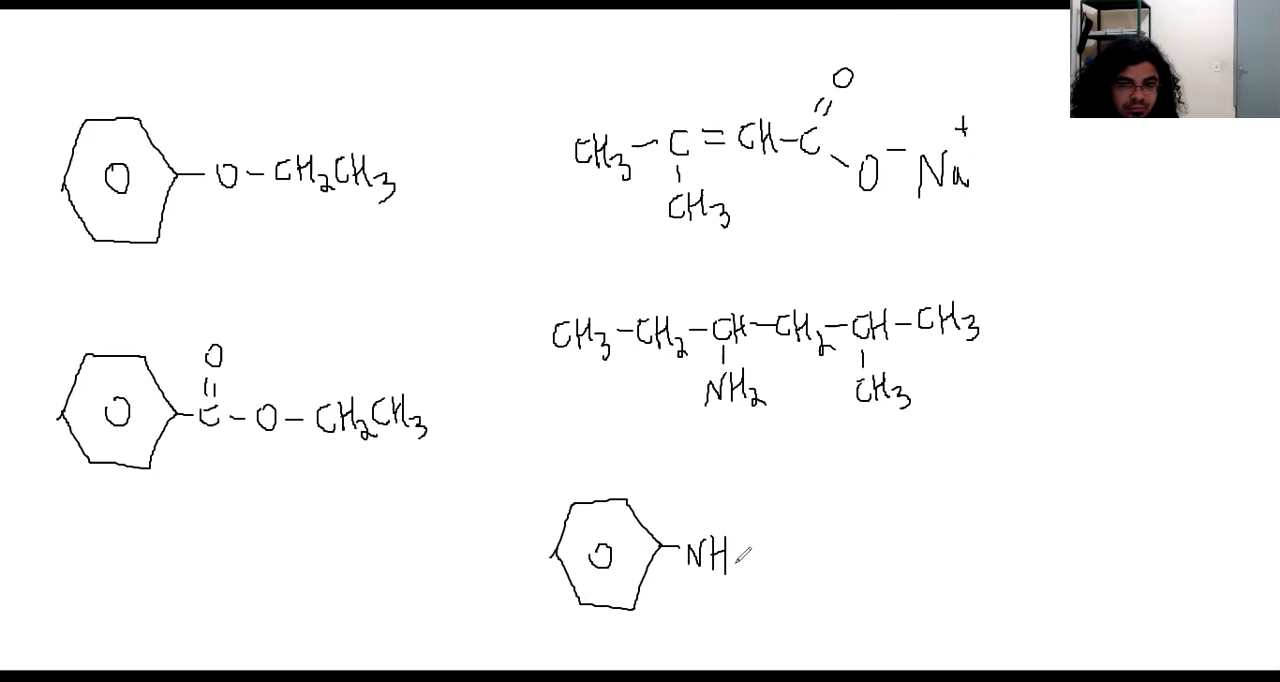 O
O – CH₂CH₃
CH₃ – C = CH – C
O⁻ Na⁺
CH₃
O
C – O – CH₂CH₃
CH₃ – CH₂ – CH – CH₂ – CH – CH₃
NH₂
CH₃
NH